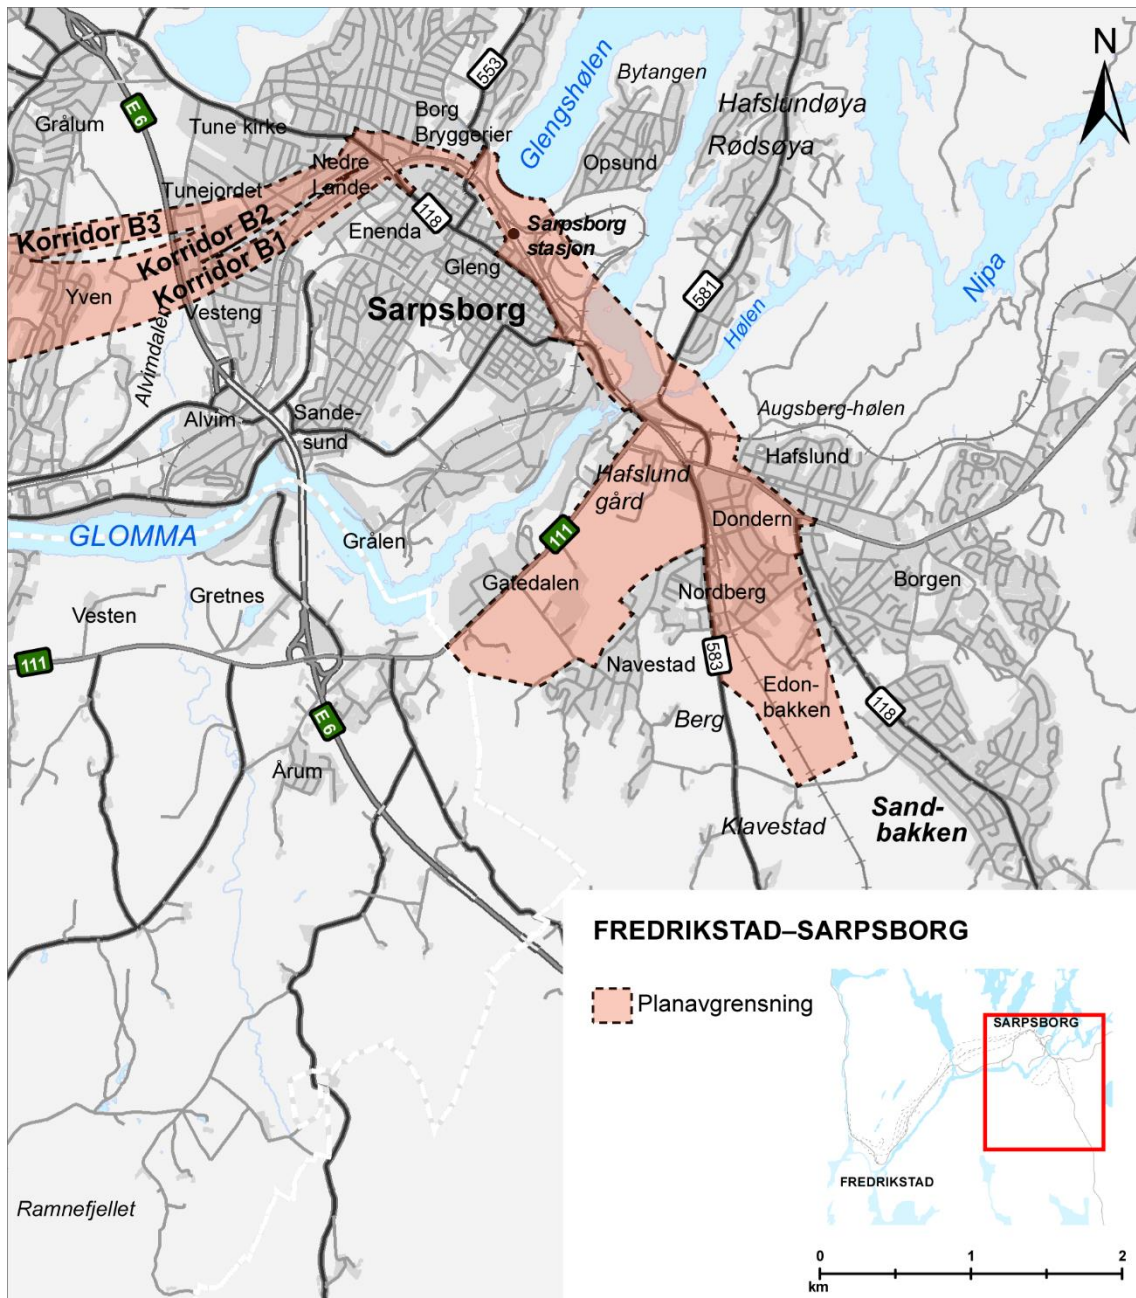 N
553
Borg
Bryggerier
Glengshølen
Bytangen
Hafslundøya
Rødsøya
E 6
Grålum
Tune kirke
Opsund
Nedre
Lande
Tunejordet
118
Korridor B3
Korridor B2
Korridor B1
Enenda
Sarpsborg
stasjon
Gleng
581
Nipa
Yven
Vesteng
Sarpsborg
Hølen
Alvimdalen
Alvim
Sande-
sund
Augsberg-hølen
Hafslund
Hafslund
gård
Dondern
GLOMMA
Grålen
111
Gatedalen
Borgen
Gretnes
Vesten
Nordberg
111
Navestad
583
Edon-
bakken
Berg
118
E 6
Årum
Klavestad
Sand-
bakken
FREDRIKSTAD–SARPSBORG
Planavgrensning
SARPSBORG
FREDRIKSTAD
Ramnefjellet
0 1 2
km